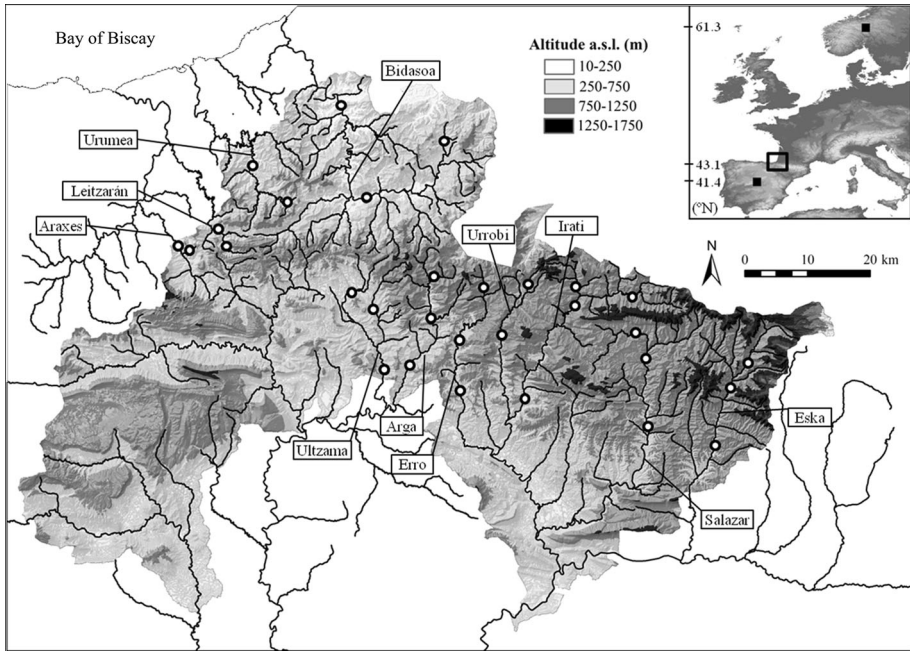 Bay of Biscay
Altitude a.s.l. (m)
10-250
250-750
750-1250
1250-1750
61.3
43.1
41.4
(°N)
Bidasoa
Urumea
Leitzarán
Araxes
Urrobi
Irati
N
0 10 20 km
Ultzama
Arga
Erro
Eska
Salazar